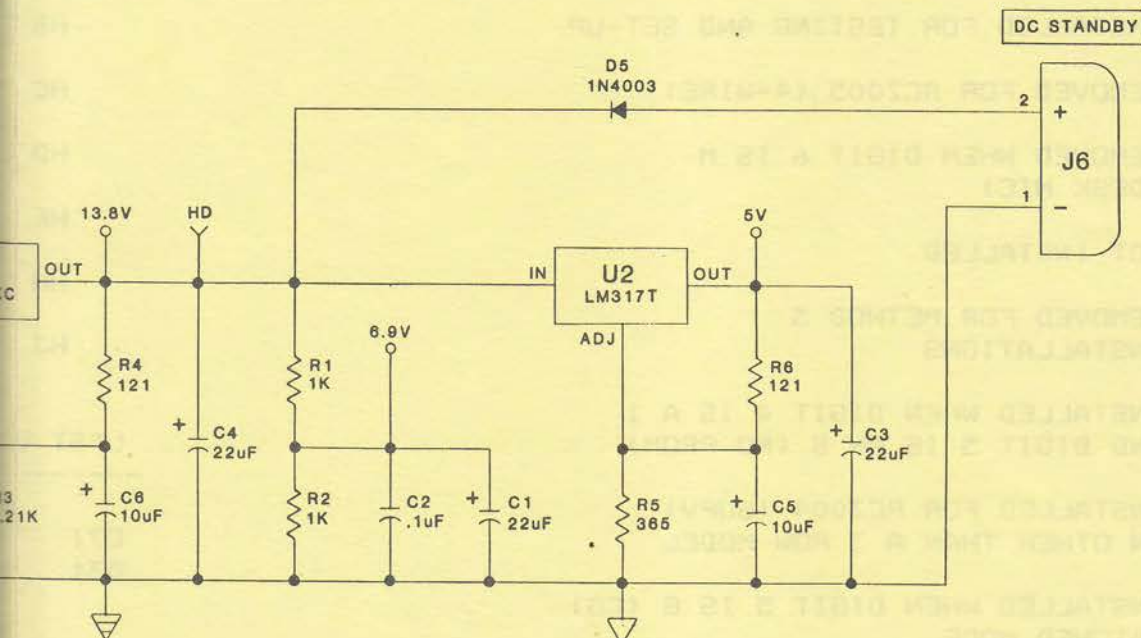 DC STANDBY
D5
1N4003
2
+
J6
1
−
13.8V
HD
5V
OUT
IN
U2
LM317T
OUT
ADJ
6.9V
R4
121
R1
1K
R6
121
+
C4
22uF
+
C3
22uF
+
C6
10uF
R2
1K
C2
.1uF
+
C1
22uF
R5
365
+
C5
10uF